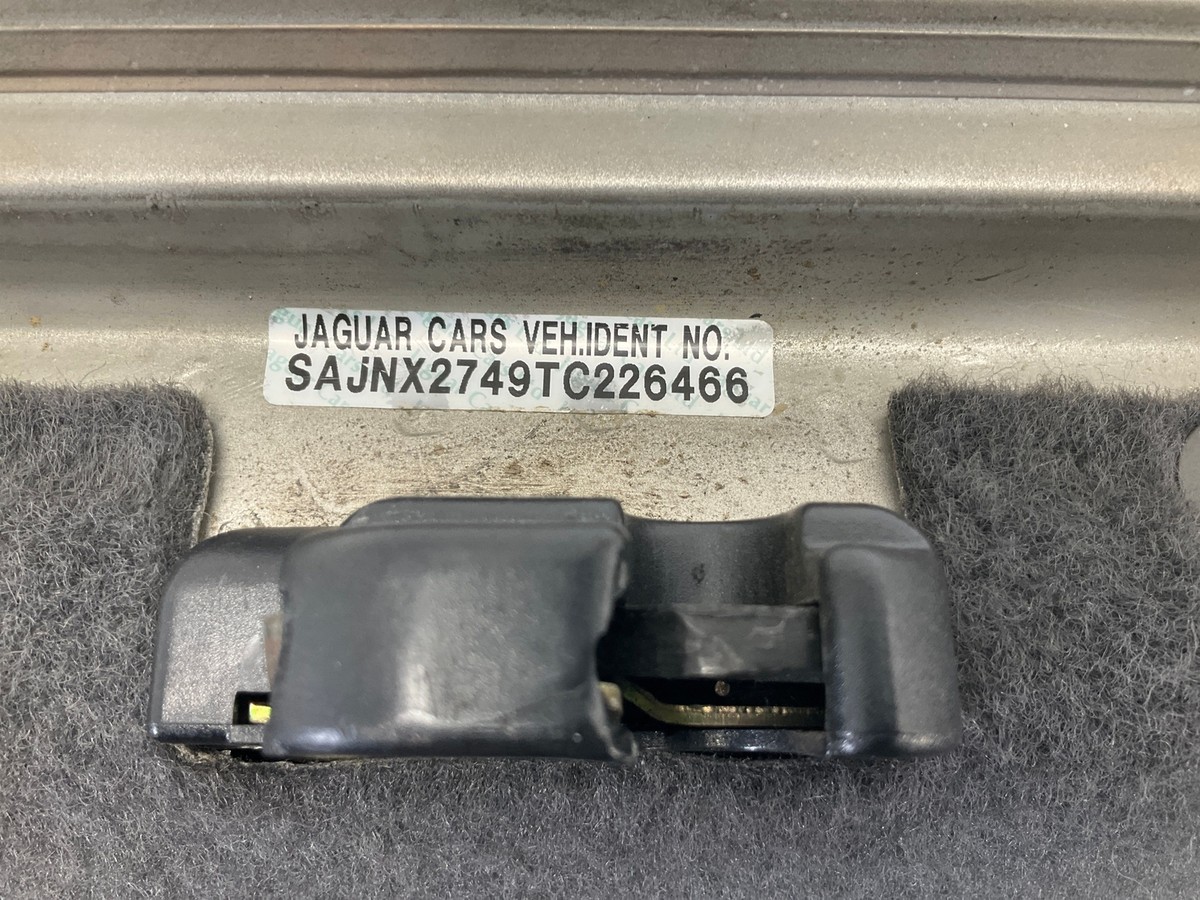 JAGUAR CARS VEH.IDENT NO.
SAJNX2749TC226466